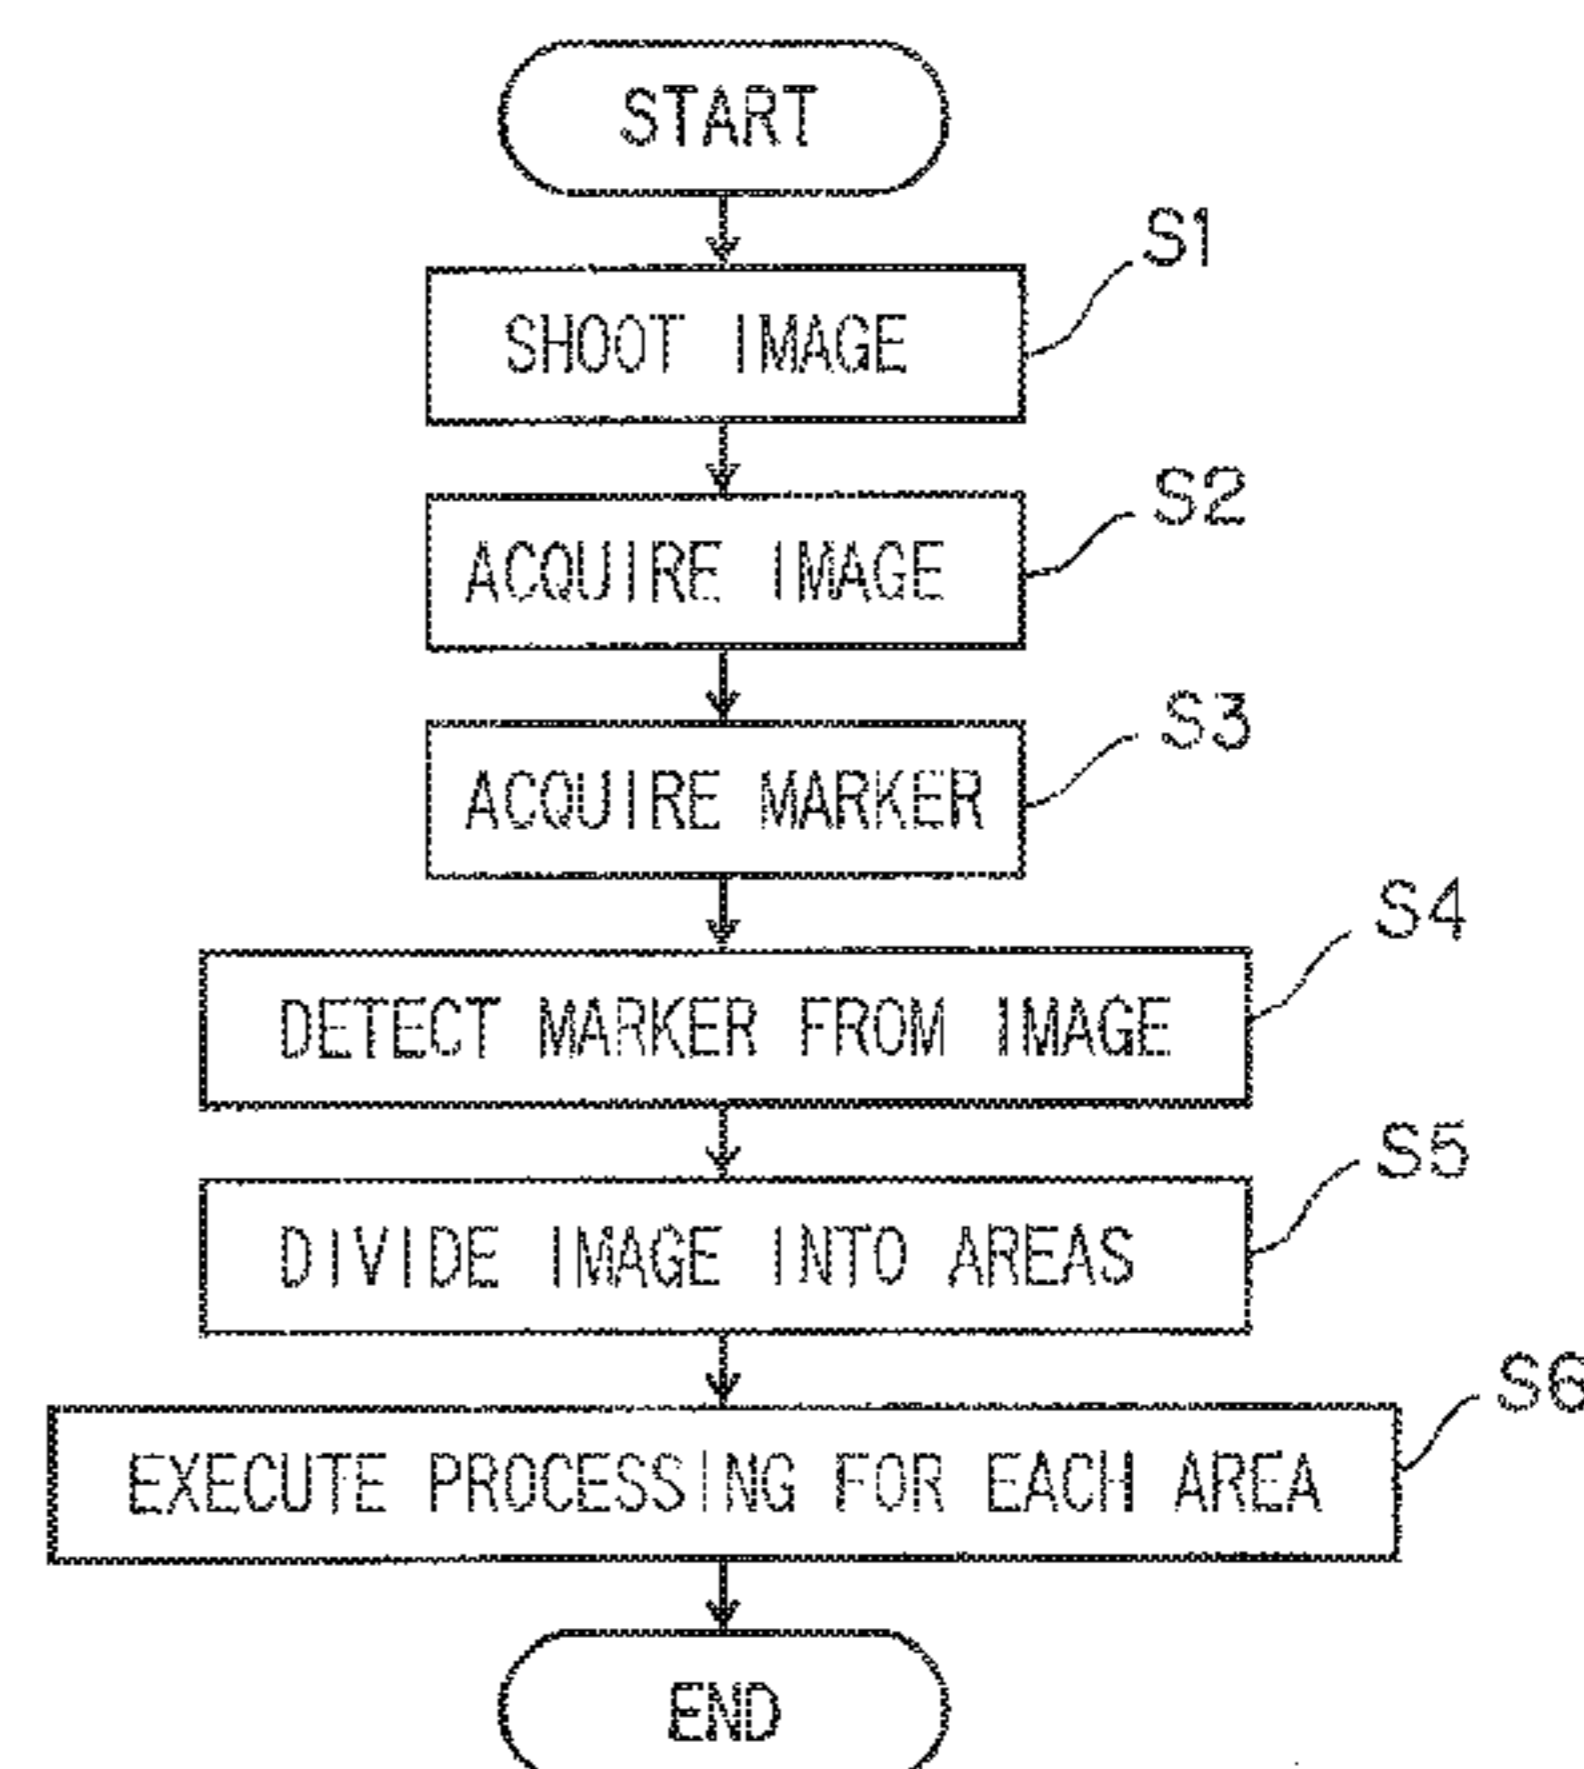 START
S1
SHOOT IMAGE
S2
ACQUIRE IMAGE
S3
ACQUIRE MARKER
S4
DETECT MARKER FROM IMAGE
S5
DIVIDE IMAGE INTO AREAS
S6
EXECUTE PROCESSING FOR EACH AREA
END